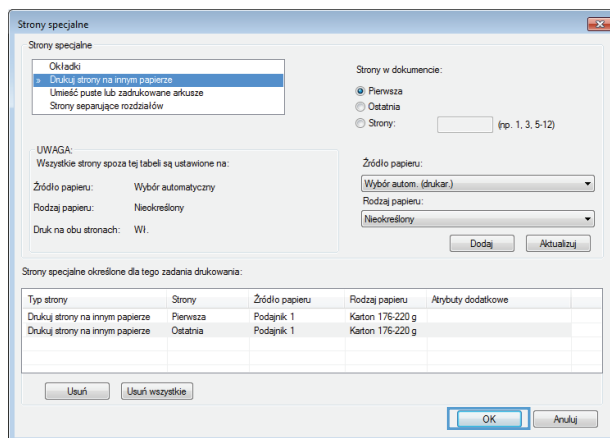 Strony specjalne
Strony specjalne
Okładki
» Drukuj strony na innym papierze
Umieść puste lub zadrukowane arkusze
Strony separujące rozdziałów
Strony w dokumencie:
Pierwsza
Ostatnia
Strony: (np. 1, 3, 5-12)
UWAGA:
Wszystkie strony spoza tej tabeli są ustawione na:
Źródło papieru: Wybór automatyczny
Rodzaj papieru: Nieokreślony
Druk na obu stronach: Wł.
Źródło papieru:
Wybór autom. (drukar.)
Rodzaj papieru:
Nieokreślony
Dodaj Aktualizuj
Strony specjalne określone dla tego zadania drukowania:
Typ strony Strony Źródło papieru Rodzaj papieru Atrybuty dodatkowe
Drukuj strony na innym papierze Pierwsza Podajnik 1 Karton 176-220 g
Drukuj strony na innym papierze Ostatnia Podajnik 1 Karton 176-220 g
Usuń Usuń wszystkie
OK Anuluj